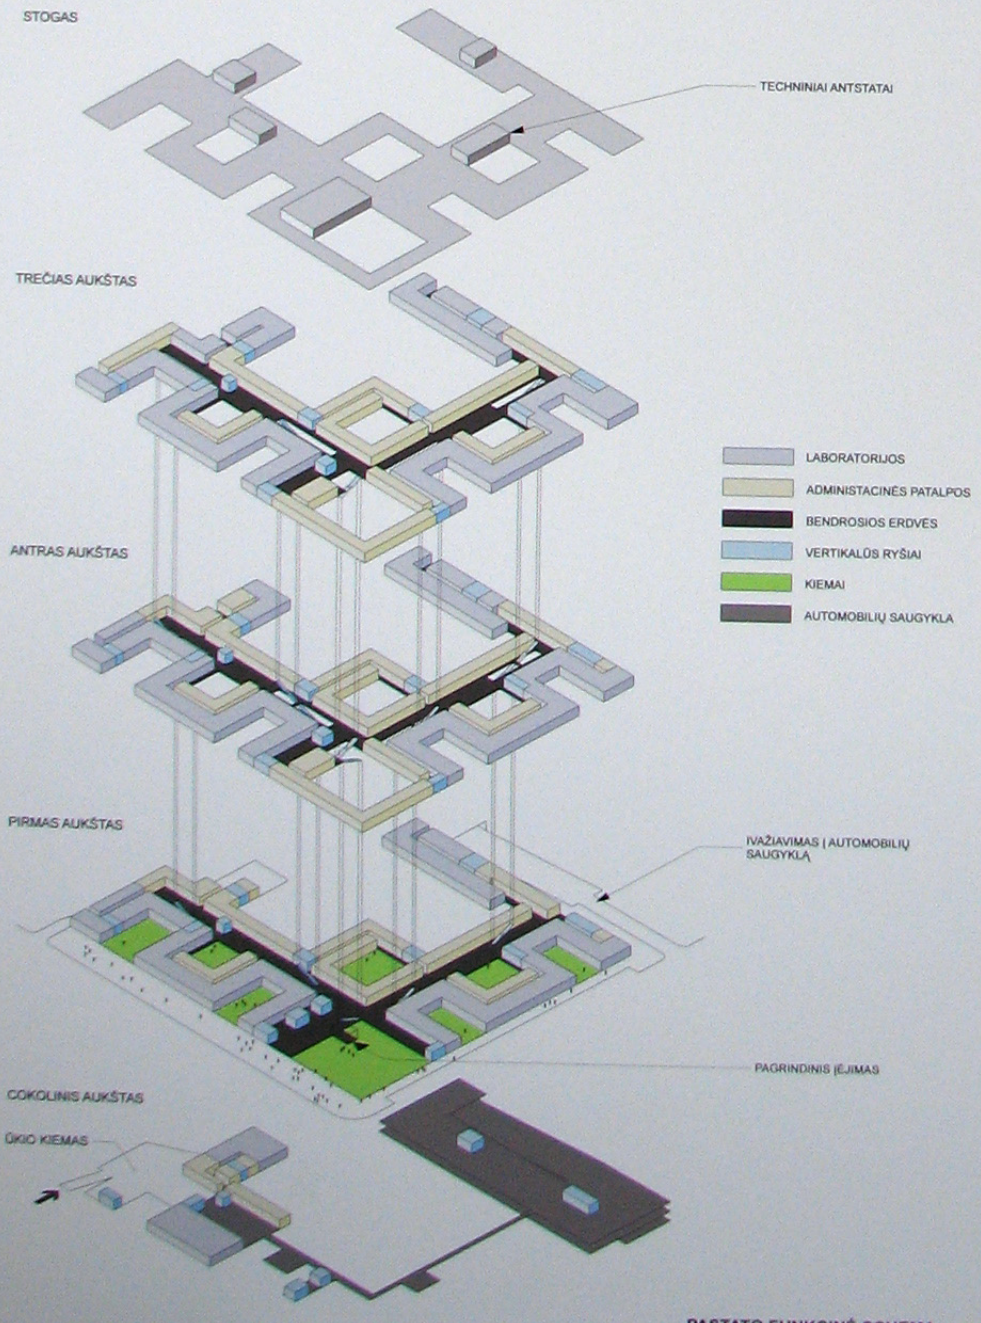 STOGAS
TECHNINIAI ANTSTATAI
TREČIAS AUKŠTAS
LABORATORIJOS
ADMINISTACINĖS PATALPOS
BENDROSIOS ERDVĖS
VERTIKALŪS RYŠIAI
KIEMAI
AUTOMOBILIŲ SAUGYKLA
ANTRAS AUKŠTAS
PIRMAS AUKŠTAS
IVAŽIAVIMAS Į AUTOMOBILIŲ
SAUGYKLĄ
PAGRINDINIS ĮĖJIMAS
COKOLINIS AUKŠTAS
ŪKIO KIEMAS